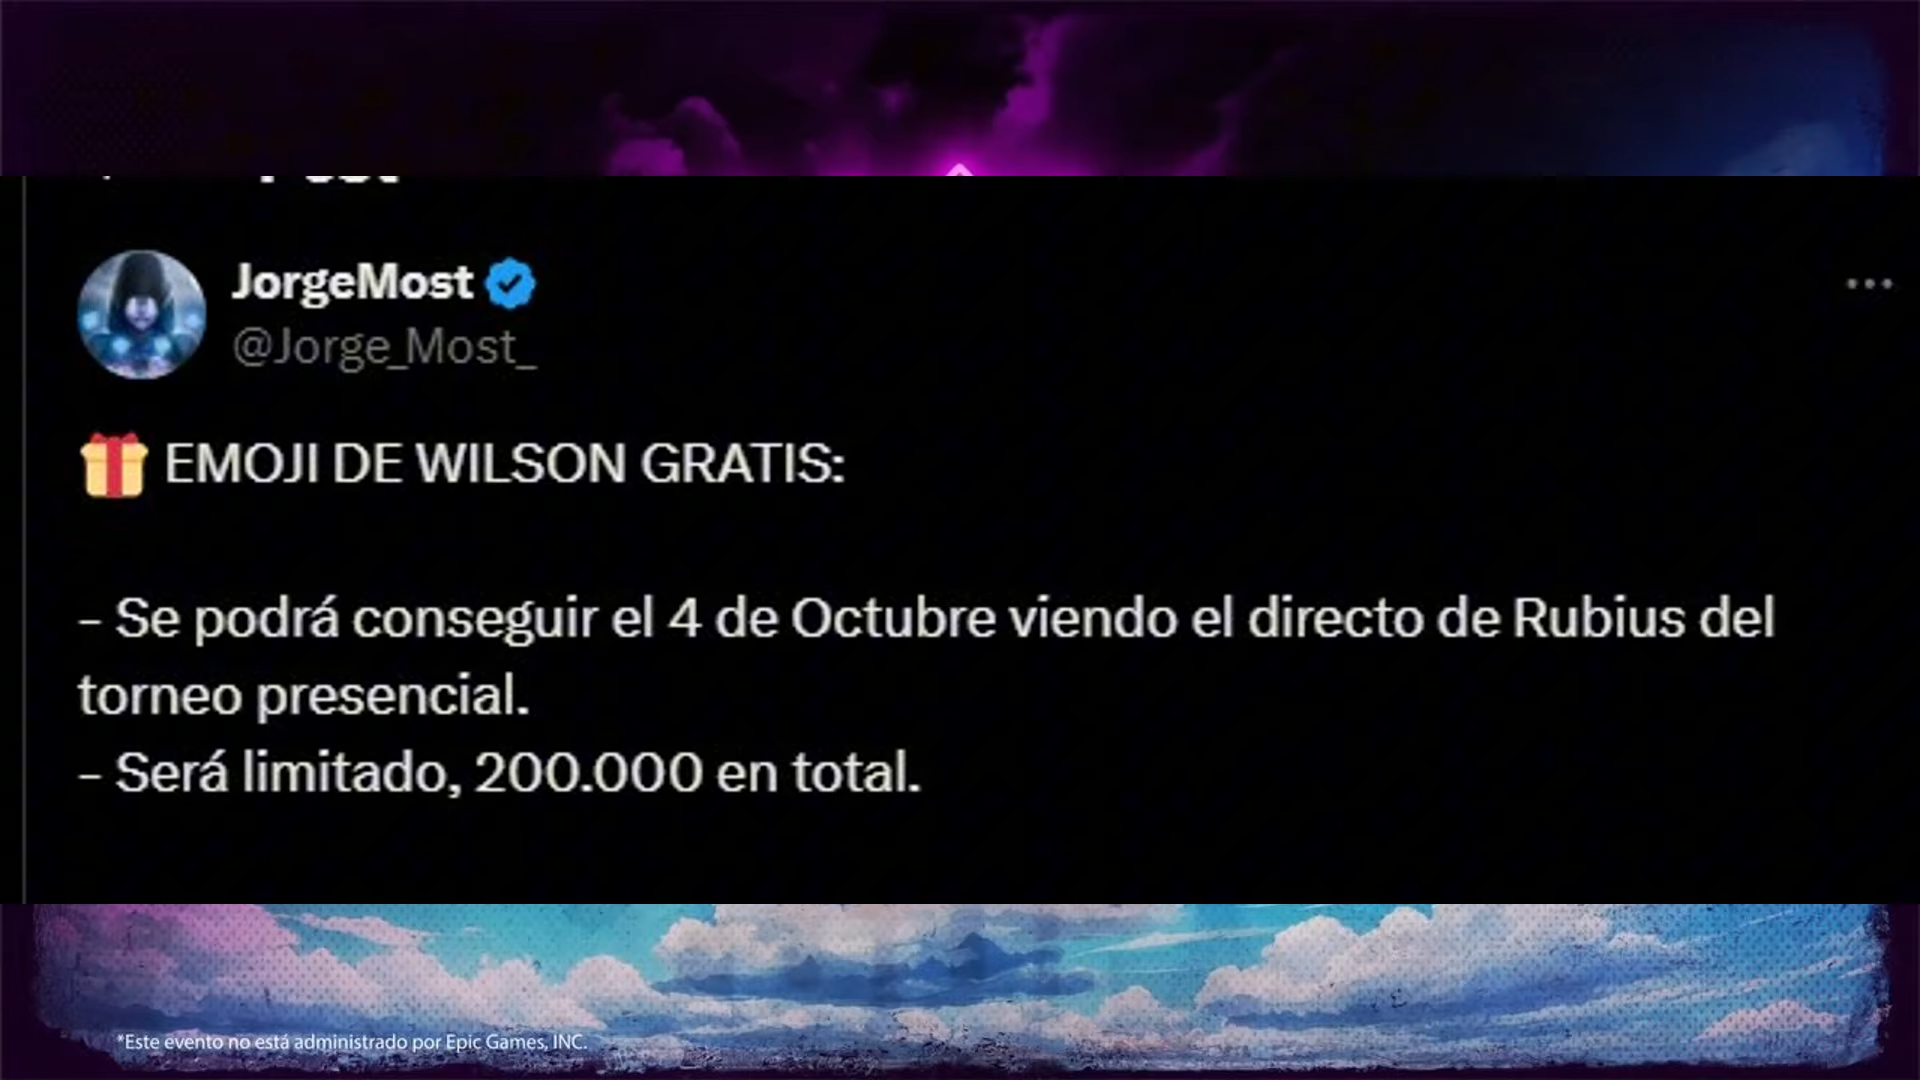 JorgeMost
@Jorge_Most_
🎁 EMOJI DE WILSON GRATIS:
- Se podrá conseguir el 4 de Octubre viendo el directo de Rubius del
torneo presencial.
- Será limitado, 200.000 en total.
*Este evento no está administrado por Epic Games, INC.